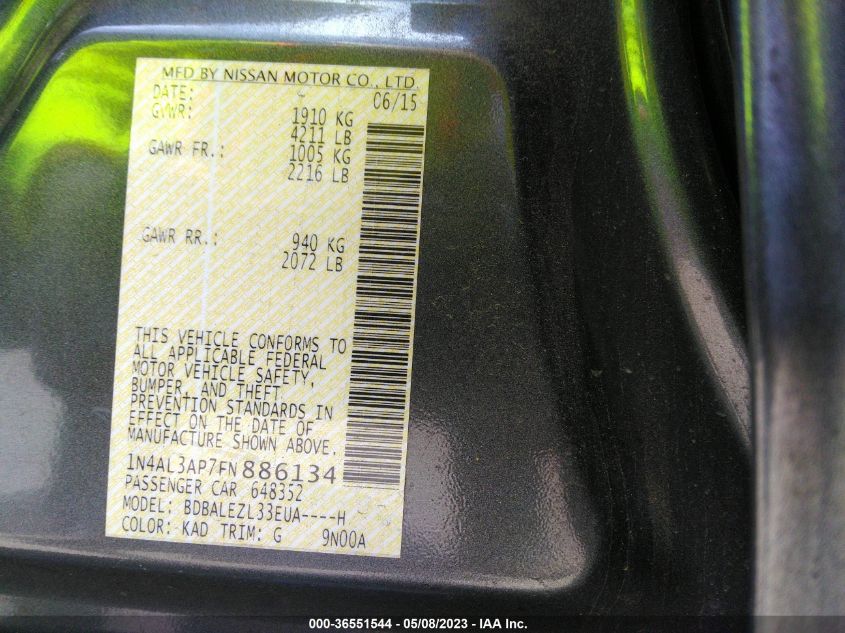 MFD BY NISSAN MOTOR CO., LTD.
DATE: 06/15
GVWR: 1910 KG
4211 LB
GAWR FR.: 1005 KG
2216 LB
GAWR RR.: 940 KG
2072 LB
THIS VEHICLE CONFORMS TO
ALL APPLICABLE FEDERAL
MOTOR VEHICLE SAFETY,
BUMPER, AND THEFT
PREVENTION STANDARDS IN
EFFECT ON THE DATE OF
MANUFACTURE SHOWN ABOVE.
1N4AL3AP7FN886134
PASSENGER CAR 648352
MODEL: BDBALEZL33EUA----H
COLOR: KAD TRIM: G 9N00A
000-36551544 - 05/08/2023 - IAA Inc.